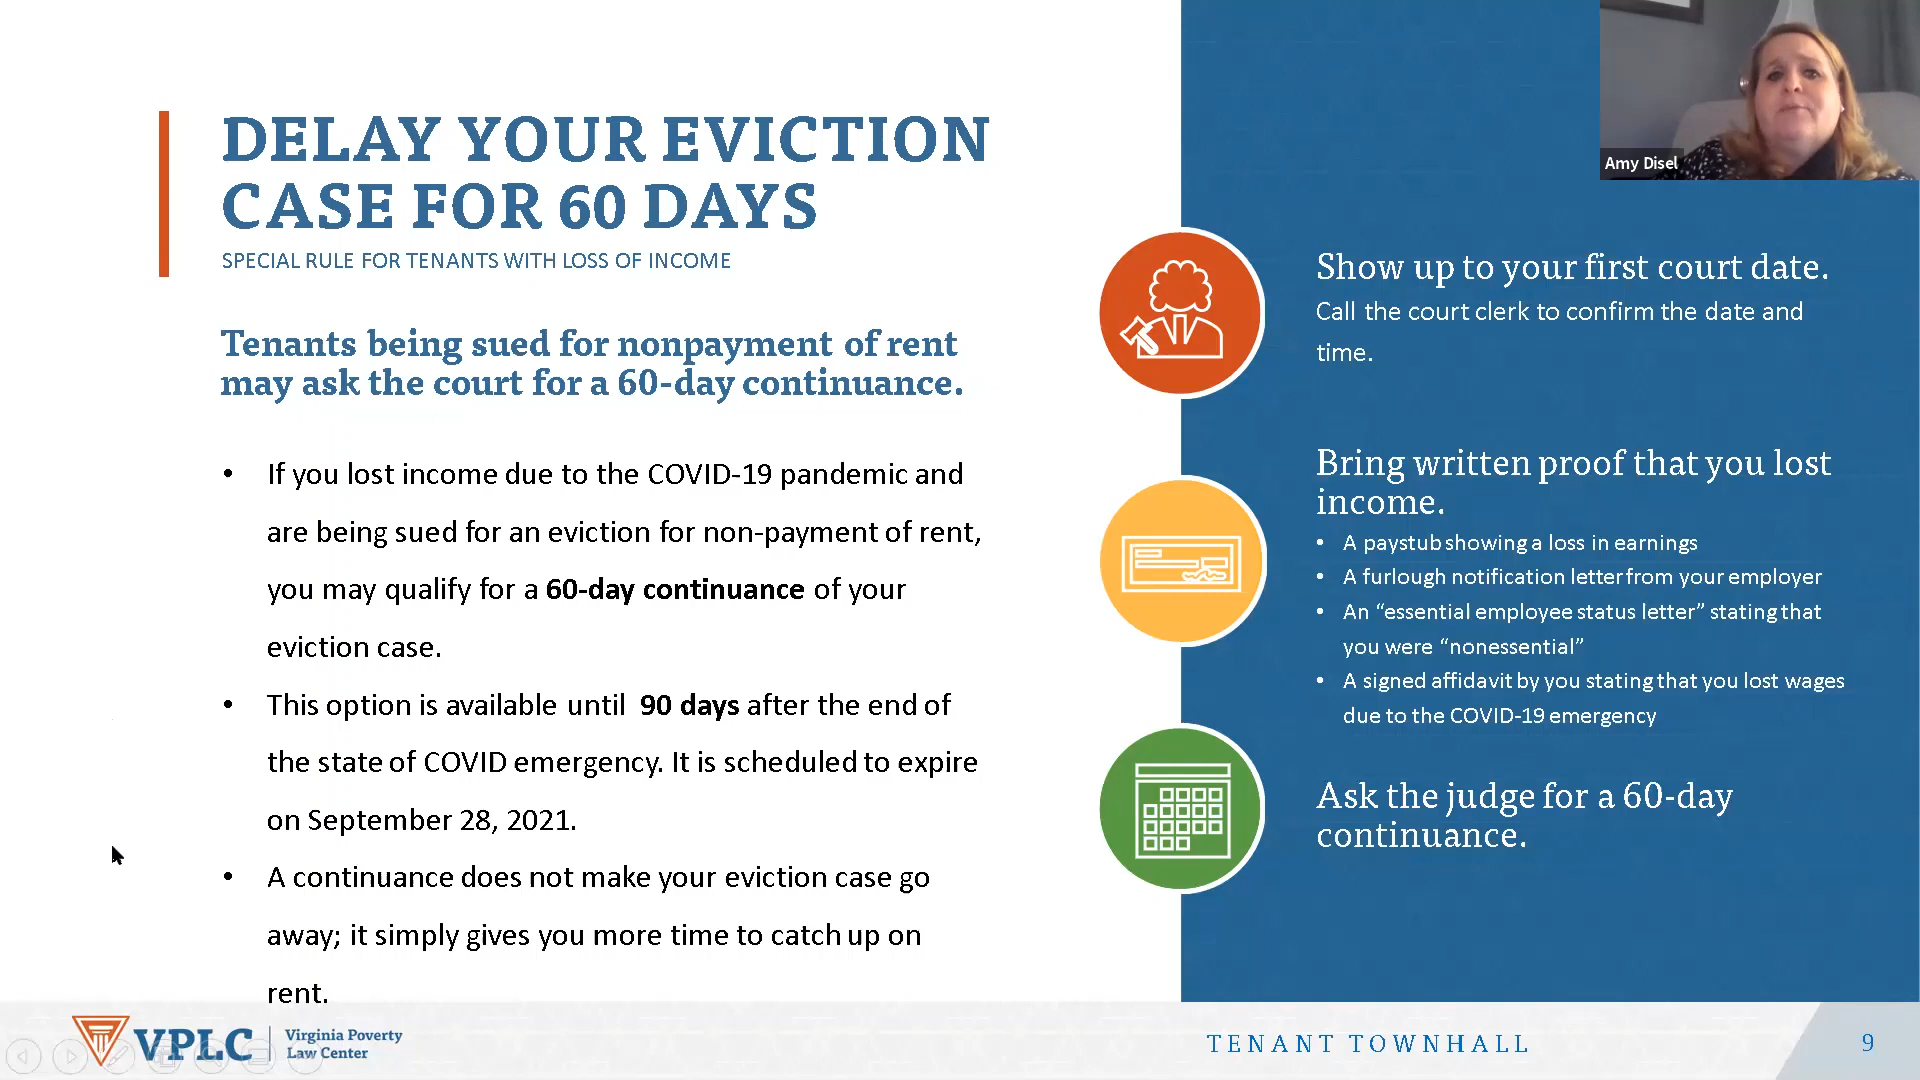 Amy Disel
DELAY YOUR EVICTION
CASE FOR 60 DAYS
SPECIAL RULE FOR TENANTS WITH LOSS OF INCOME
Tenants being sued for nonpayment of rent
may ask the court for a 60-day continuance.
• If you lost income due to the COVID-19 pandemic and
are being sued for an eviction for non-payment of rent,
you may qualify for a 60-day continuance of your
eviction case.
• This option is available until 90 days after the end of
the state of COVID emergency. It is scheduled to expire
on September 28, 2021.
• A continuance does not make your eviction case go
away; it simply gives you more time to catch up on
rent.
Show up to your first court date.
Call the court clerk to confirm the date and
time.
Bring written proof that you lost
income.
• A paystub showing a loss in earnings
• A furlough notification letter from your employer
• An “essential employee status letter” stating that
you were “nonessential”
• A signed affidavit by you stating that you lost wages
due to the COVID-19 emergency
Ask the judge for a 60-day
continuance.
VPLC
Virginia Poverty
Law Center
TENANT TOWNHALL
9